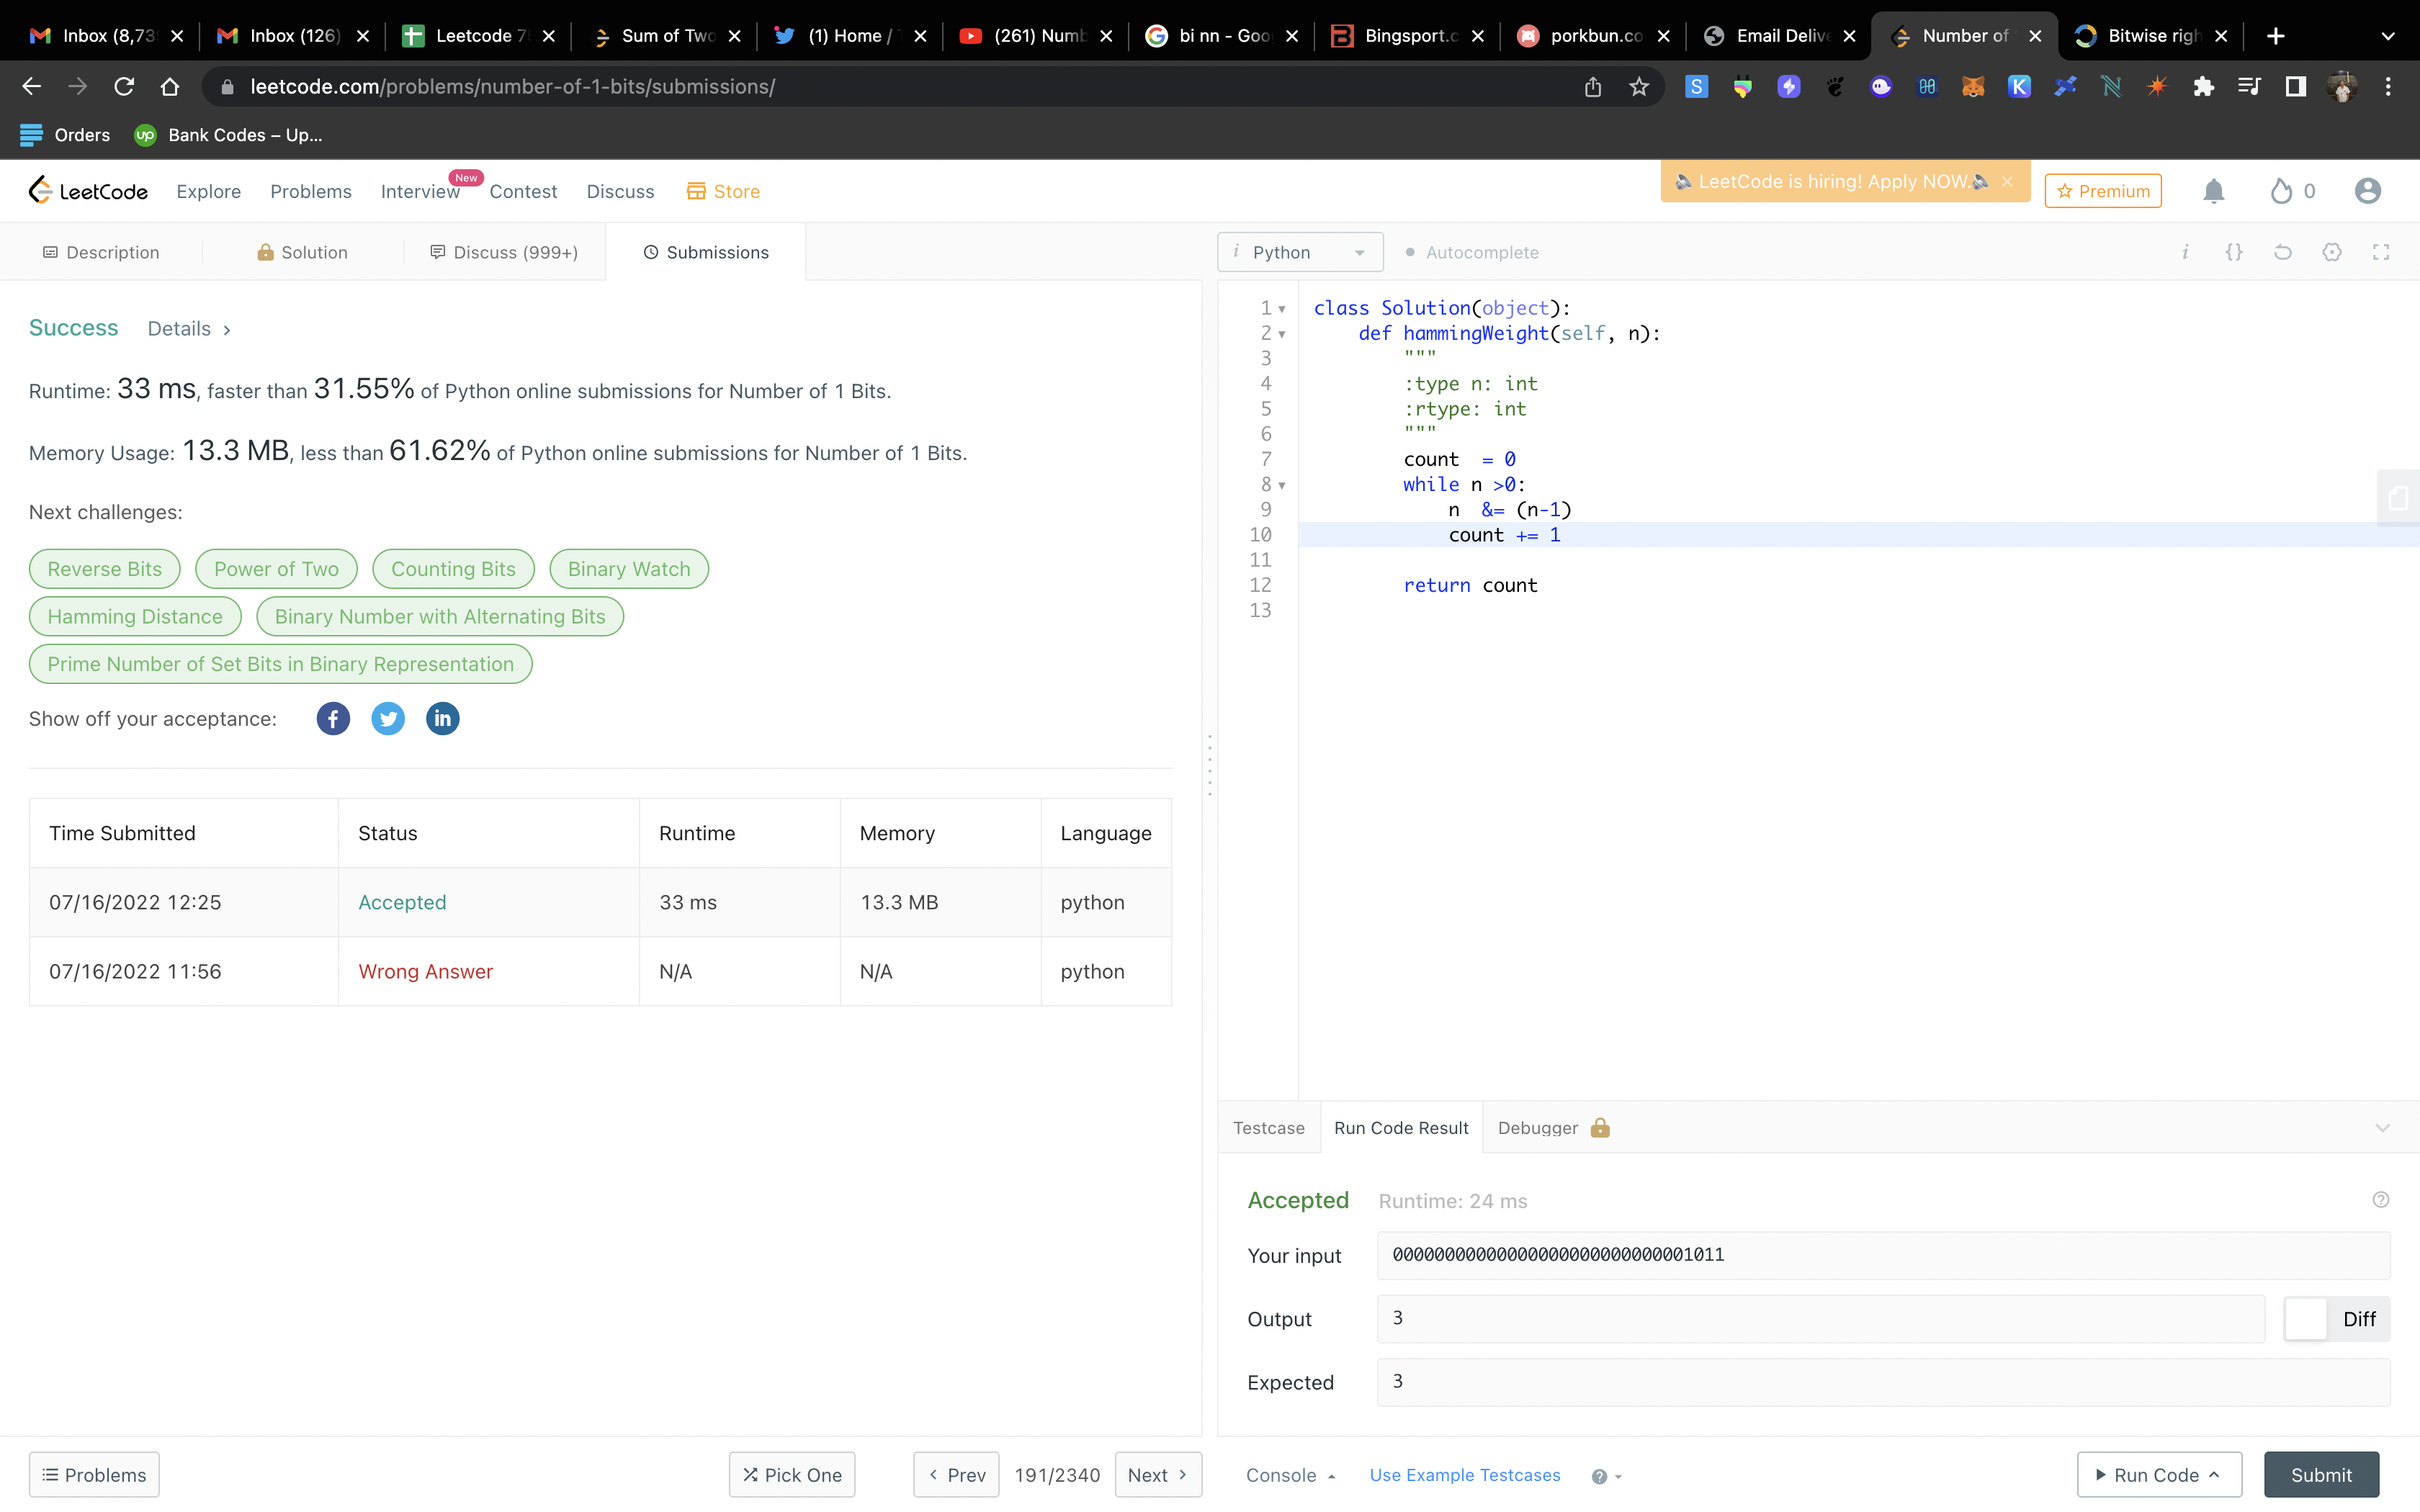 Inbox (8,73
Inbox (126)
Leetcode 7
Sum of Two
(1) Home /
(261) Numb
bi nn - Goo
Bingsport.c
porkbun.co
Email Delive
Number of
Bitwise righ
leetcode.com/problems/number-of-1-bits/submissions/
Orders
up Bank Codes – Up...
LeetCode
Explore
Problems
Interview
New
Contest
Discuss
Store
LeetCode is hiring! Apply NOW.
Premium
0
Description
Solution
Discuss (999+)
Submissions
Success Details
Runtime: 33 ms, faster than 31.55% of Python online submissions for Number of 1 Bits.
Memory Usage: 13.3 MB, less than 61.62% of Python online submissions for Number of 1 Bits.
Next challenges:
Reverse Bits
Power of Two
Counting Bits
Binary Watch
Hamming Distance
Binary Number with Alternating Bits
Prime Number of Set Bits in Binary Representation
Show off your acceptance:
Time Submitted Status Runtime Memory Language
07/16/2022 12:25 Accepted 33 ms 13.3 MB python
07/16/2022 11:56 Wrong Answer N/A N/A python
Problems
Pick One
Prev
191/2340
Next
i Python
Autocomplete
i {}
1 class Solution(object):
2 def hammingWeight(self, n):
3 """
4 :type n: int
5 :rtype: int
6 """
7 count  = 0
8 while n >0:
9 n  &= (n-1)
10 count += 1
11
12 return count
13
Testcase
Run Code Result
Debugger
Accepted Runtime: 24 ms
Your input 00000000000000000000000000001011
Output 3
Diff
Expected 3
Console
Use Example Testcases
Run Code
Submit